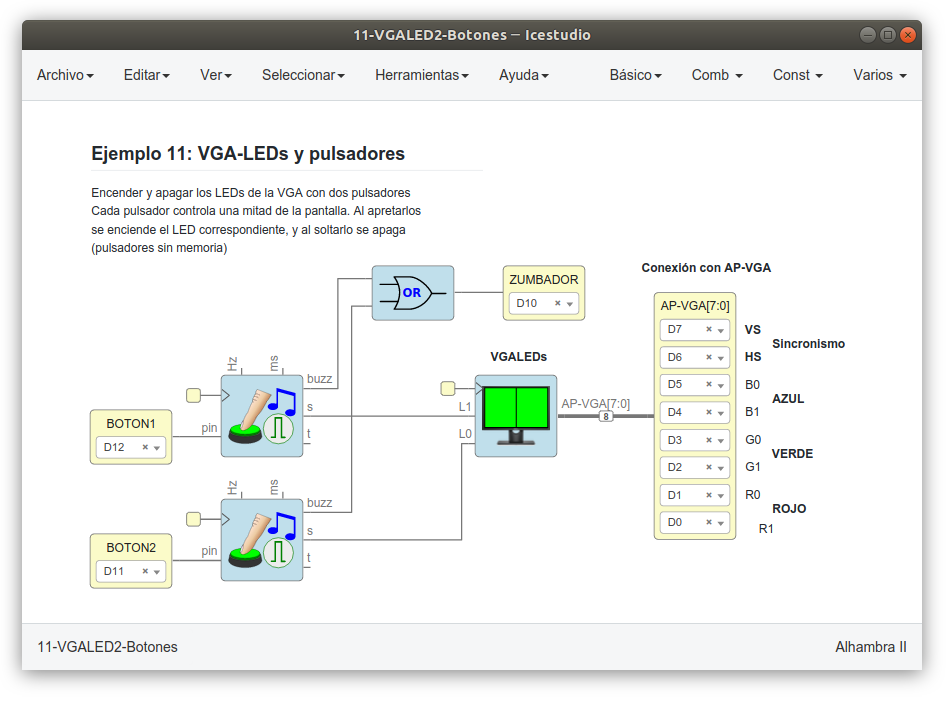 11-VGALED2-Botones – Icestudio
Archivo Editar Ver Seleccionar Herramientas Ayuda Básico Comb Const Varios
Ejemplo 11: VGA-LEDs y pulsadores
Encender y apagar los LEDs de la VGA con dos pulsadores
Cada pulsador controla una mitad de la pantalla. Al apretarlos
se enciende el LED correspondiente, y al soltarlo se apaga
(pulsadores sin memoria)
OR
ZUMBADOR
D10
Conexión con AP-VGA
AP-VGA[7:0]
D7 VS
Sincronismo
D6 HS
D5 B0
AZUL
D4 B1
D3 G0
VERDE
D2 G1
D1 R0
ROJO
D0 R1
VGALEDs
L1
L0
AP-VGA[7:0]
8
Hz ms
buzz
s
t
pin
BOTON1
D12
Hz ms
buzz
s
t
pin
BOTON2
D11
11-VGALED2-Botones Alhambra II